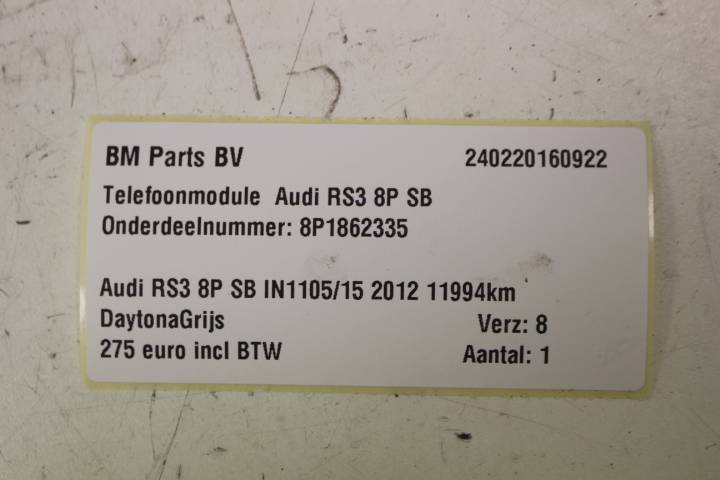 BM Parts BV 240220160922
Telefoonmodule Audi RS3 8P SB
Onderdeelnummer: 8P1862335
Audi RS3 8P SB IN1105/15 2012 11994km
DaytonaGrijs Verz: 8
275 euro incl BTW Aantal: 1